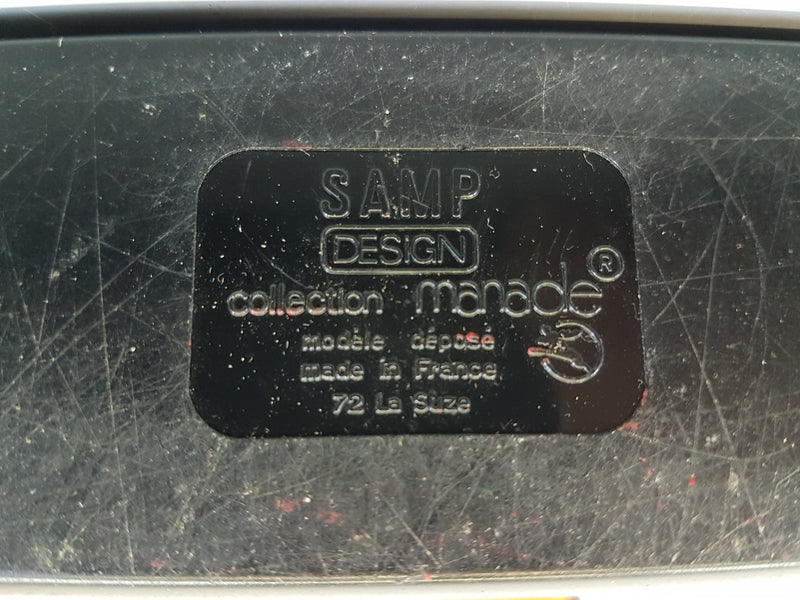 SAMP
DESIGN
collection manade ®
modèle déposé
made in France
72 La Suze